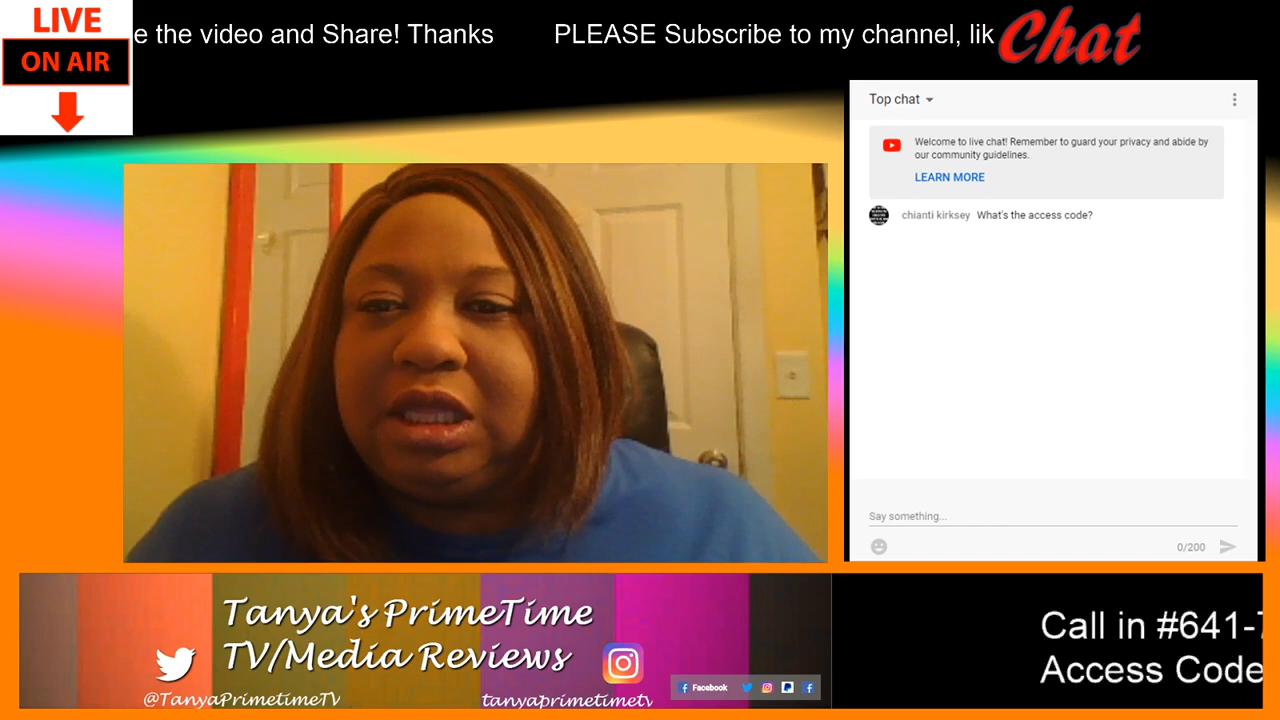 LIVE
ON AIR
e the video and Share! Thanks PLEASE Subscribe to my channel, lik
Chat
Top chat
Welcome to live chat! Remember to guard your privacy and abide by
our community guidelines.
LEARN MORE
chianti kirksey What's the access code?
Say something...
0/200
Tanya's PrimeTime
TV/Media Reviews
@TanyaPrimetimeTV
tanyaprimetimetv
Facebook
Call in #641-7
Access Code